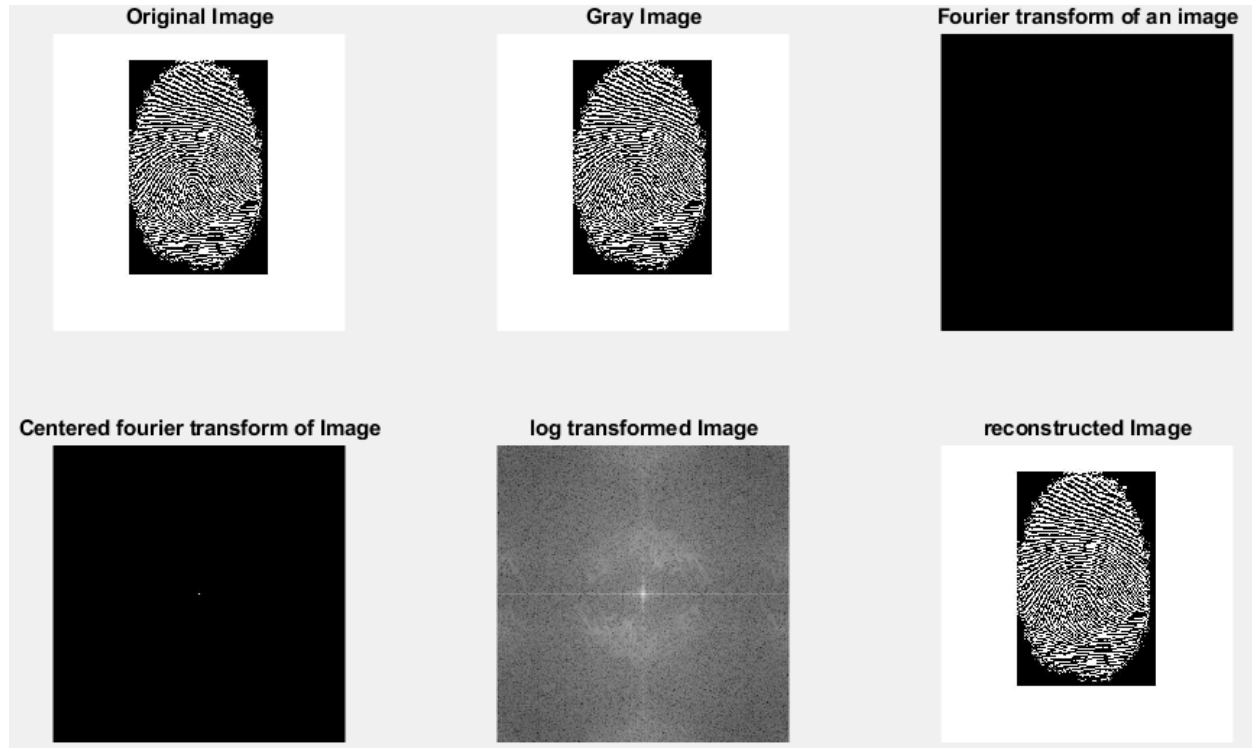 Original Image
Gray Image
Fourier transform of an image
Centered fourier transform of Image
log transformed Image
reconstructed Image